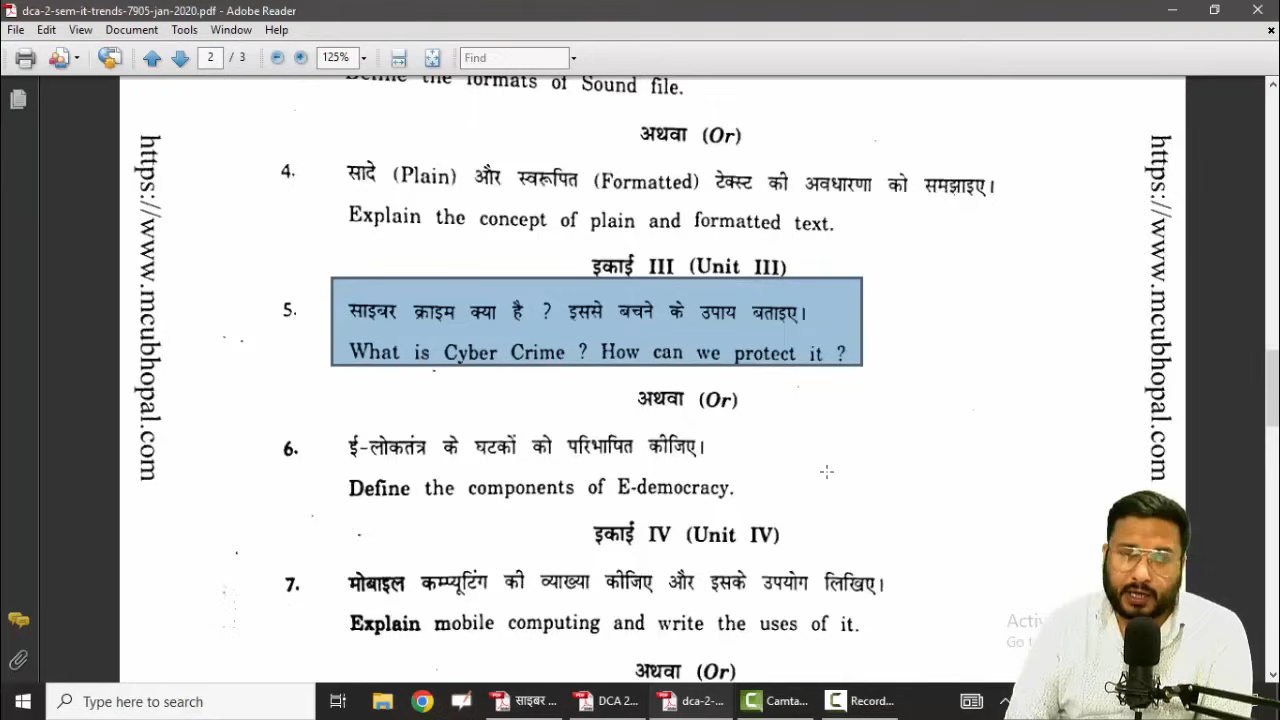 dca-2-sem-it-trends-7905-jan-2020.pdf - Adobe Reader
File Edit View Document Tools Window Help
2 / 3 125% Find
Define the formats of Sound file.
अथवा (Or)
4. सादे (Plain) और स्वरूपित (Formatted) टेक्स्ट की अवधारणा को समझाइए।
Explain the concept of plain and formatted text.
इकाई III (Unit III)
5. साइबर क्राइम क्या है ? इससे बचने के उपाय बताइए।
What is Cyber Crime ? How can we protect it ?
अथवा (Or)
6. ई-लोकतंत्र के घटकों को परिभाषित कीजिए।
Define the components of E-democracy.
इकाई IV (Unit IV)
7. मोबाइल कम्प्यूटिंग की व्याख्या कीजिए और इसके उपयोग लिखिए।
Explain mobile computing and write the uses of it.
अथवा (Or)
https://www.mcubhopal.com
https://www.mcubhopal.com
Activ
Go t
Type here to search
साइबर ...
DCA 2...
dca-2-...
Camta...
Record...